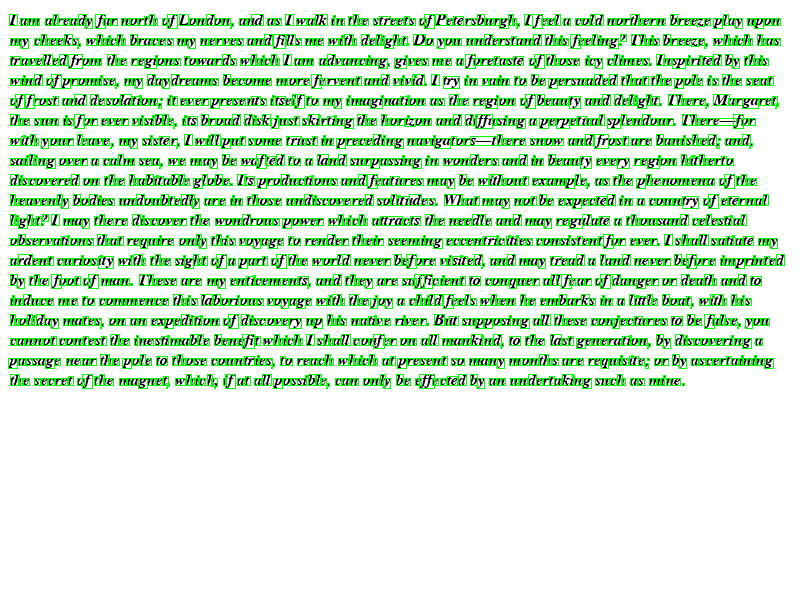 I am already far north of London, and as I walk in the streets of Petersburgh, I feel a cold northern breeze play upon
my cheeks, which braces my nerves and fills me with delight. Do you understand this feeling? This breeze, which has
travelled from the regions towards which I am advancing, gives me a foretaste of those icy climes. Inspirited by this
wind of promise, my daydreams become more fervent and vivid. I try in vain to be persuaded that the pole is the seat
of frost and desolation; it ever presents itself to my imagination as the region of beauty and delight. There, Margaret,
the sun is for ever visible, its broad disk just skirting the horizon and diffusing a perpetual splendour. There—for
with your leave, my sister, I will put some trust in preceding navigators—there snow and frost are banished; and,
sailing over a calm sea, we may be wafted to a land surpassing in wonders and in beauty every region hitherto
discovered on the habitable globe. Its productions and features may be without example, as the phenomena of the
heavenly bodies undoubtedly are in those undiscovered solitudes. What may not be expected in a country of eternal
light? I may there discover the wondrous power which attracts the needle and may regulate a thousand celestial
observations that require only this voyage to render their seeming eccentricities consistent for ever. I shall satiate my
ardent curiosity with the sight of a part of the world never before visited, and may tread a land never before imprinted
by the foot of man. These are my enticements, and they are sufficient to conquer all fear of danger or death and to
induce me to commence this laborious voyage with the joy a child feels when he embarks in a little boat, with his
holiday mates, on an expedition of discovery up his native river. But supposing all these conjectures to be false, you
cannot contest the inestimable benefit which I shall confer on all mankind, to the last generation, by discovering a
passage near the pole to those countries, to reach which at present so many months are requisite; or by ascertaining
the secret of the magnet, which, if at all possible, can only be effected by an undertaking such as mine.